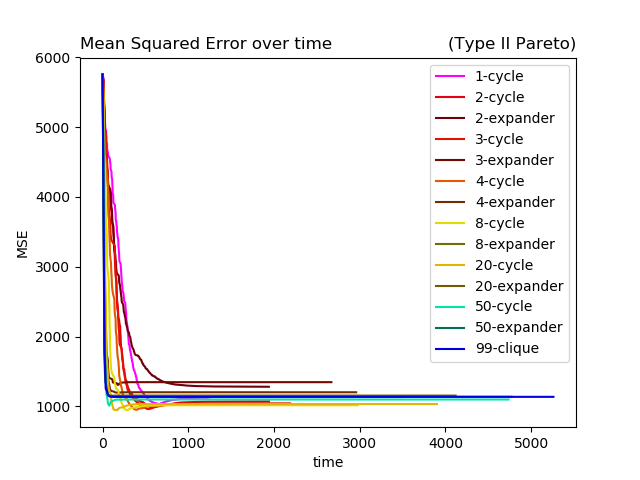 Mean Squared Error over time (Type II Pareto)
6000
5000
4000
3000
2000
1000
MSE
0 1000 2000 3000 4000 5000
time
1-cycle
2-cycle
2-expander
3-cycle
3-expander
4-cycle
4-expander
8-cycle
8-expander
20-cycle
20-expander
50-cycle
50-expander
99-clique